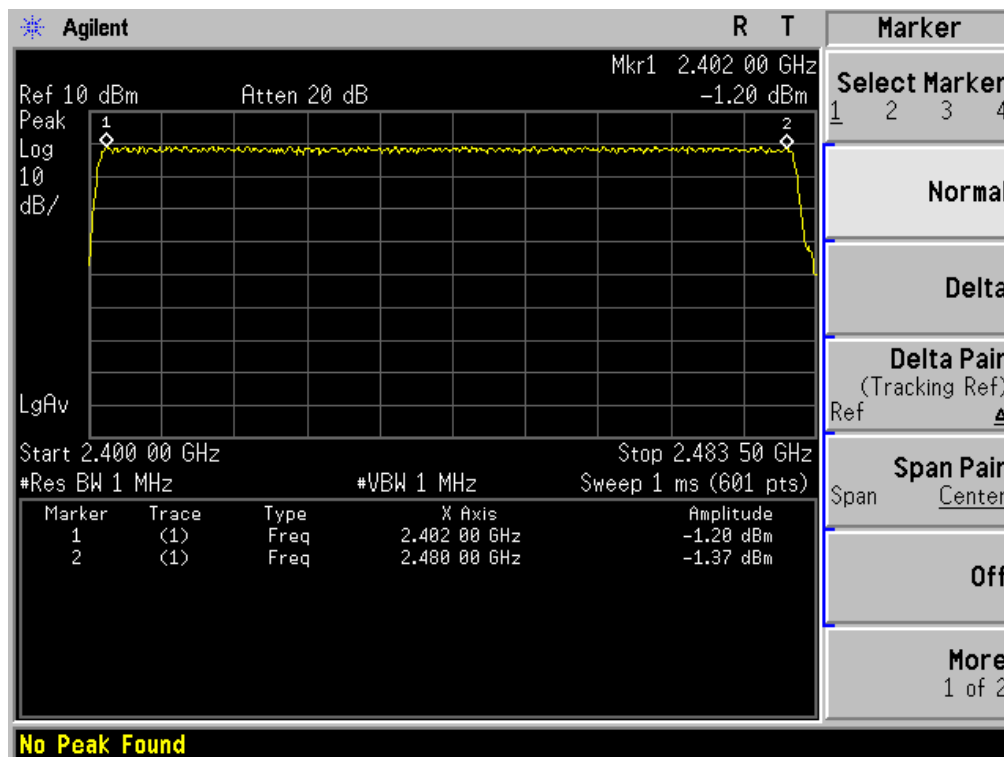 Agilent R T
Mkr1 2.402 00 GHz
Ref 10 dBm Atten 20 dB -1.20 dBm
Peak
Log
10
dB/
1
2
LgAv
Start 2.400 00 GHz Stop 2.483 50 GHz
#Res BW 1 MHz #VBW 1 MHz Sweep 1 ms (601 pts)
Marker Trace Type X Axis Amplitude
1 (1) Freq 2.402 00 GHz -1.20 dBm
2 (1) Freq 2.480 00 GHz -1.37 dBm
No Peak Found
Marker
Select Marker
1 2 3 4
Normal
Delta
Delta Pair
(Tracking Ref)
Ref Δ
Span Pair
Span Center
Off
More
1 of 2